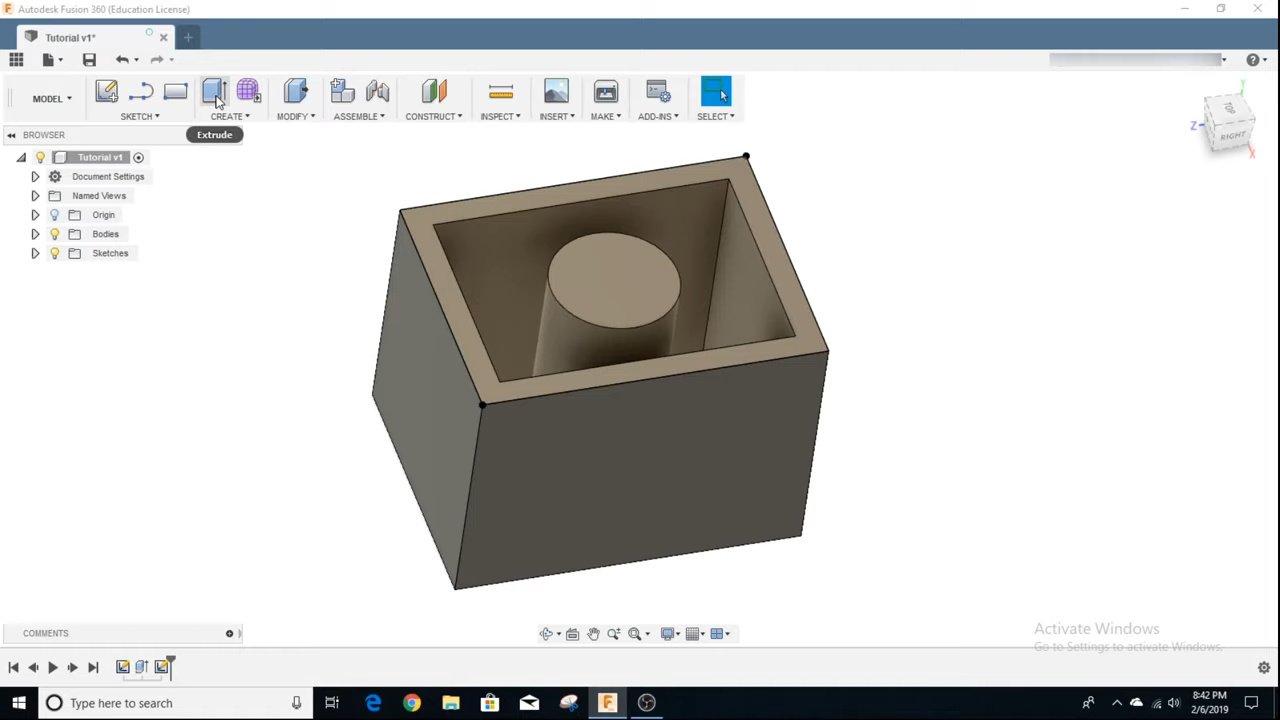 Autodesk Fusion 360 (Education License)
Tutorial v1*
MODEL
SKETCH
CREATE
MODIFY
ASSEMBLE
CONSTRUCT
INSPECT
INSERT
MAKE
ADD-INS
SELECT
BROWSER
Extrude
Tutorial v1
Document Settings
Named Views
Origin
Bodies
Sketches
TOP
RIGHT
Y
Z
X
COMMENTS
Activate Windows
Go to Settings to activate Windows.
Type here to search
8:42 PM
2/6/2019